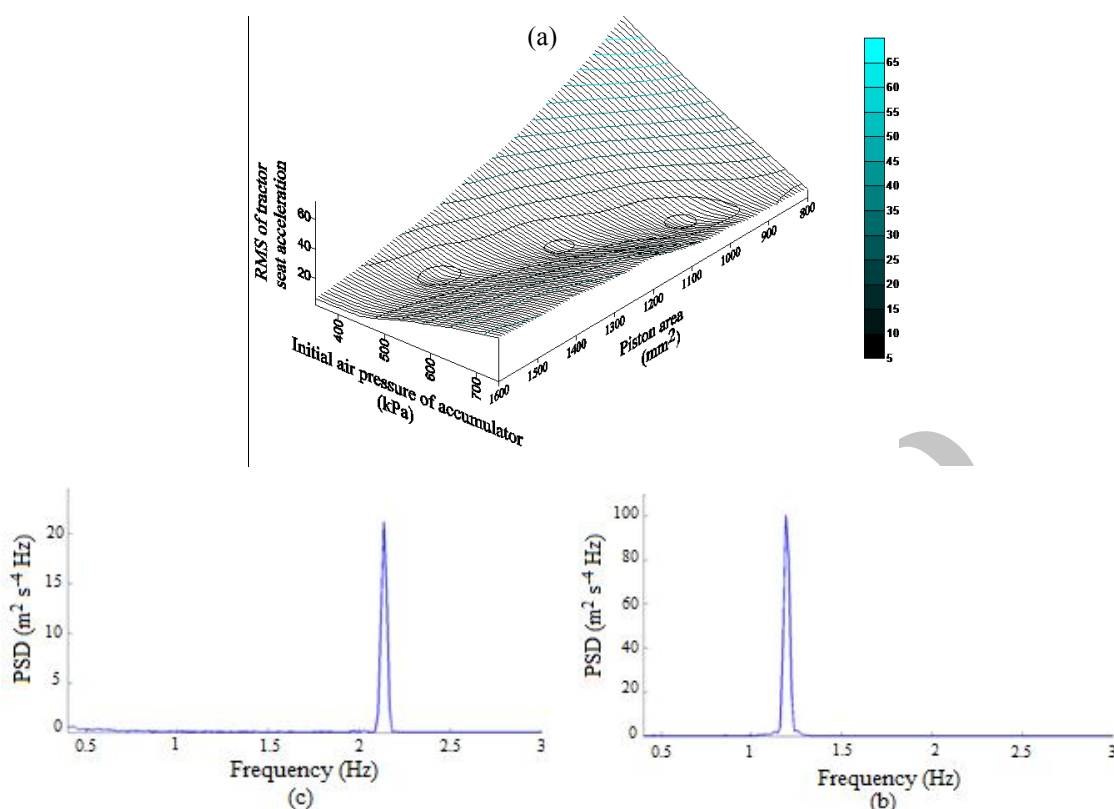 (a)
65
60
55
50
45
40
35
30
25
20
15
10
5
RMS of tractor
seat acceleration
60
40
20
400
500
600
700
Initial air pressure of accumulator
(kPa)
1600
1500
1400
1300
1200
1100
1000
900
800
Piston area
(mm2)
PSD (m2 s-4 Hz)
20
15
10
5
0
0.5 1 1.5 2 2.5 3
Frequency (Hz)
(c)
PSD (m2 s-4 Hz)
100
80
60
40
20
0
0.5 1 1.5 2 2.5 3
Frequency (Hz)
(b)